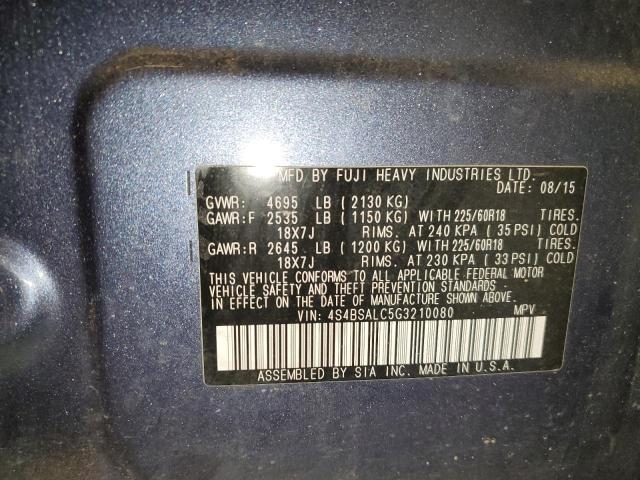 MFD. BY FUJI HEAVY INDUSTRIES LTD.
DATE: 08/15
GVWR: 4695 LB (2130 KG)
GAWR:F 2535 LB (1150 KG) WITH 225/60R18 TIRES.
18X7J RIMS. AT 240 KPA (35 PSI) COLD
GAWR:R 2645 LB (1200 KG) WITH 225/60R18 TIRES.
18X7J RIMS. AT 230 KPA (33 PSI) COLD
THIS VEHICLE CONFORMS TO ALL APPLICABLE FEDERAL MOTOR
VEHICLE SAFETY AND THEFT PREVENTION STANDARDS
IN EFFECT ON THE DATE OF MANUFACTURE SHOWN ABOVE.
VIN: 4S4BSALC5G3210080 MPV
ASSEMBLED BY SIA INC. MADE IN U.S.A.